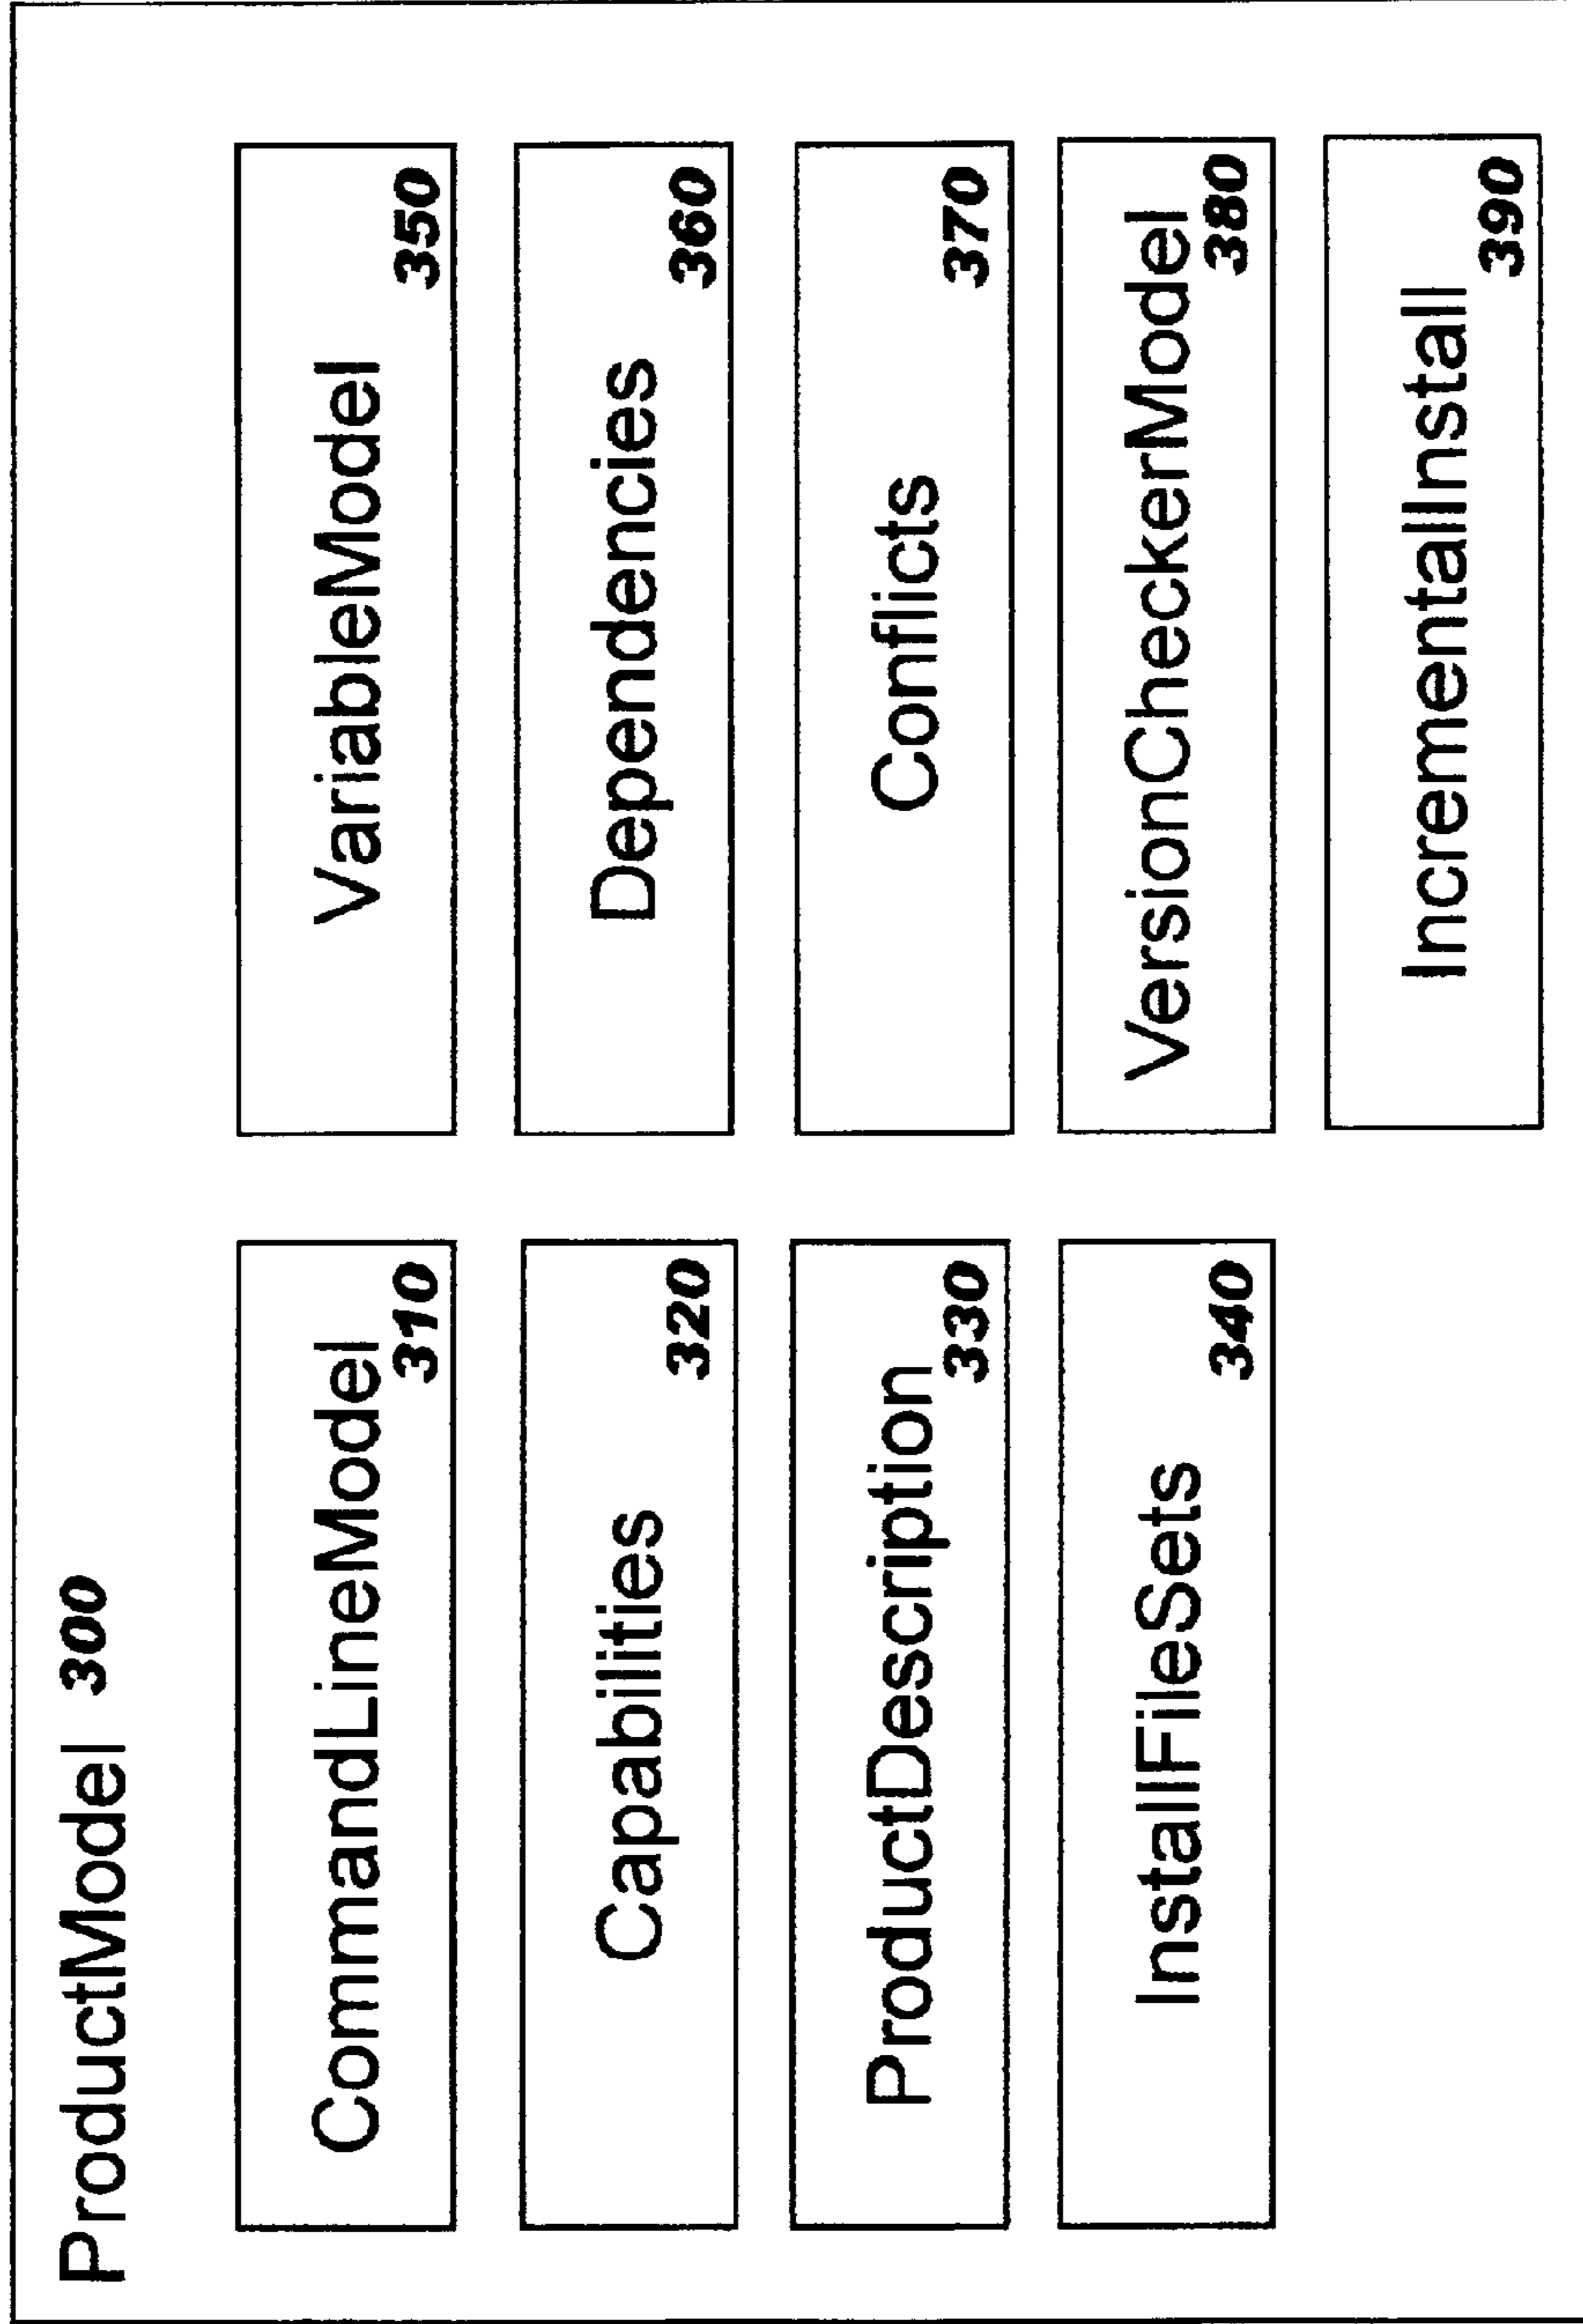 ProductModel 300
CommandLineModel
310
Capabilities
320
ProductDescription
330
InstallFileSets
340
VariableModel
350
Dependencies
360
Conflicts
370
VersionCheckerModel
380
IncrementalInstall
390